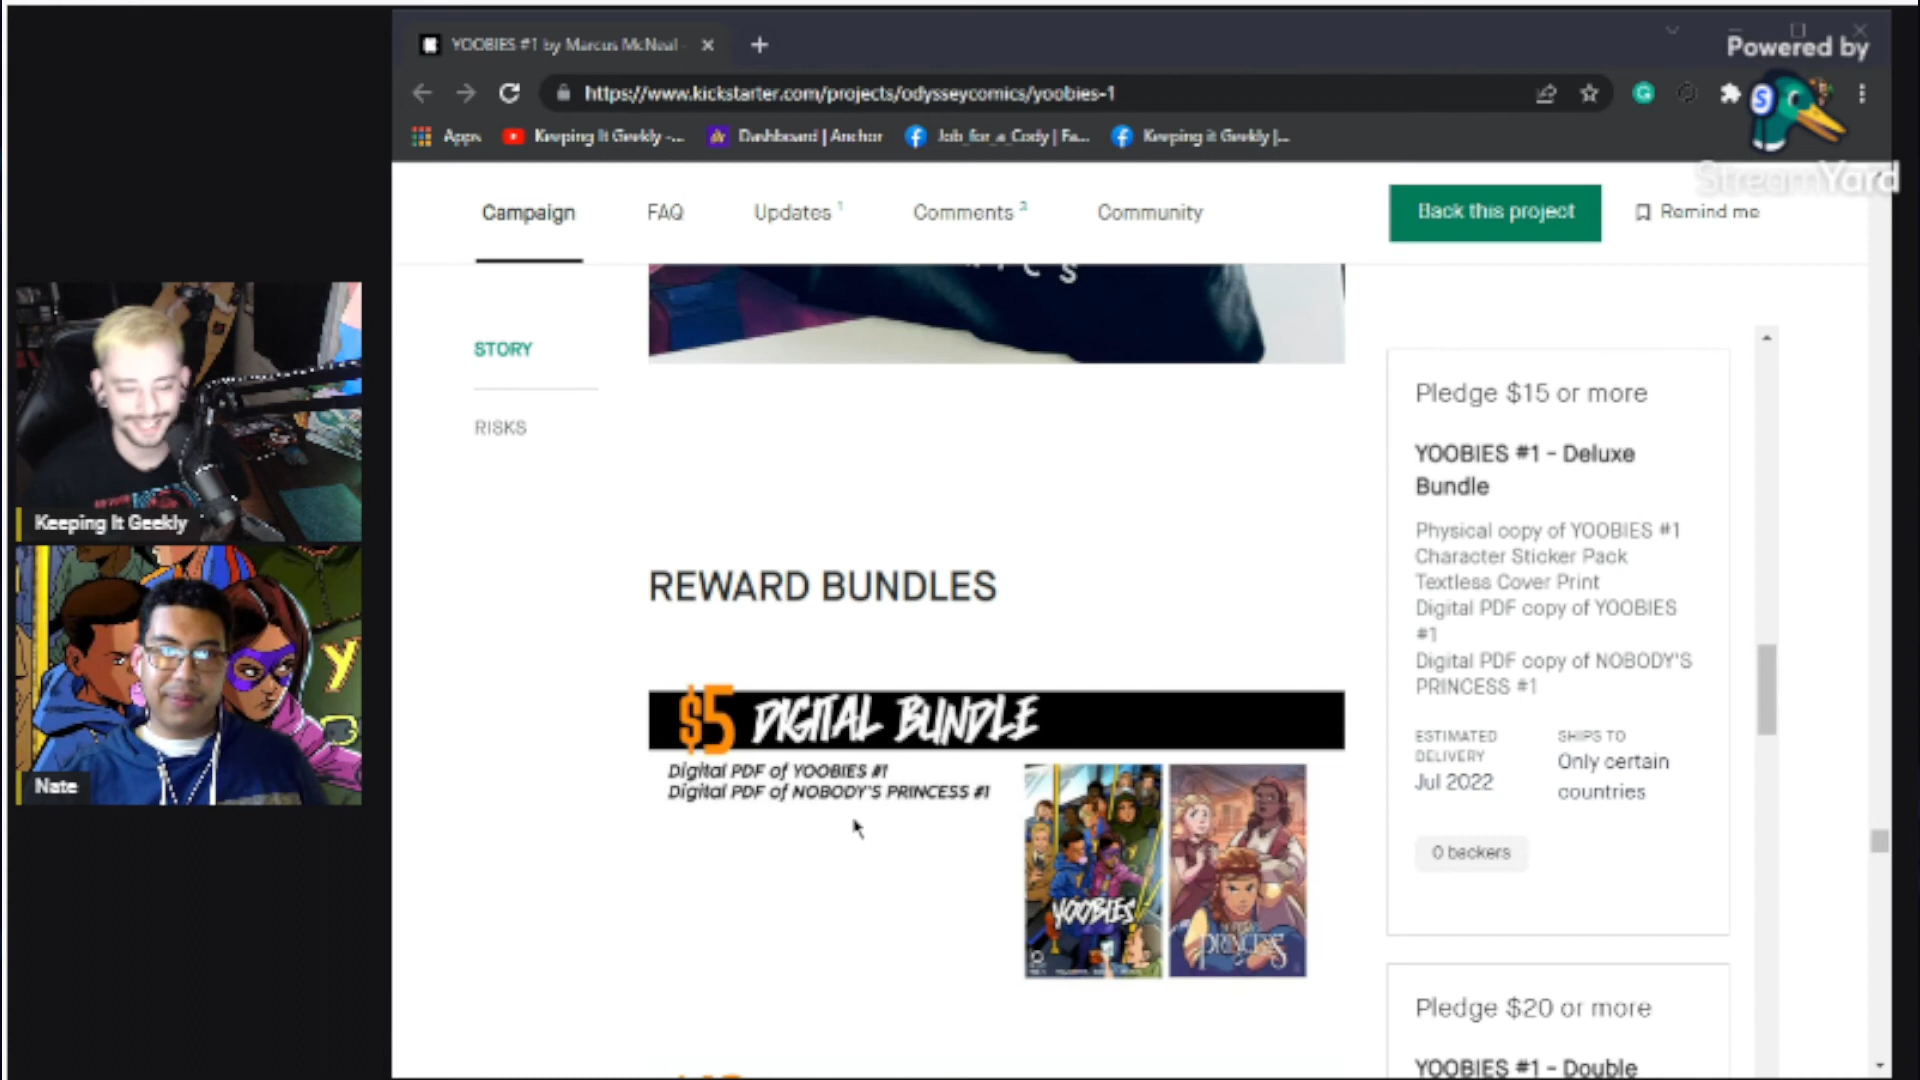 YOOBIES #1 by Marcus McNeal -
Powered by
https://www.kickstarter.com/projects/odysseycomics/yoobies-1
Apps
Keeping It Geekly -...
Dashboard | Anchor
Job_for_a_Cody | Fa...
Keeping it Geekly |...
StreamYard
Campaign
FAQ
Updates 1
Comments
Community
Back this project
Remind me
STORY
RISKS
REWARD BUNDLES
$5 DIGITAL BUNDLE
Digital PDF of YOOBIES #1
Digital PDF of NOBODY'S PRINCESS #1
YOOBIES
PRINCESS
Pledge $15 or more
YOOBIES #1 - Deluxe
Bundle
Physical copy of YOOBIES #1
Character Sticker Pack
Textless Cover Print
Digital PDF copy of YOOBIES
#1
Digital PDF copy of NOBODY'S
PRINCESS #1
ESTIMATED
DELIVERY
Jul 2022
SHIPS TO
Only certain
countries
0 backers
Pledge $20 or more
YOOBIES #1 - Double
Keeping It Geekly
Nate